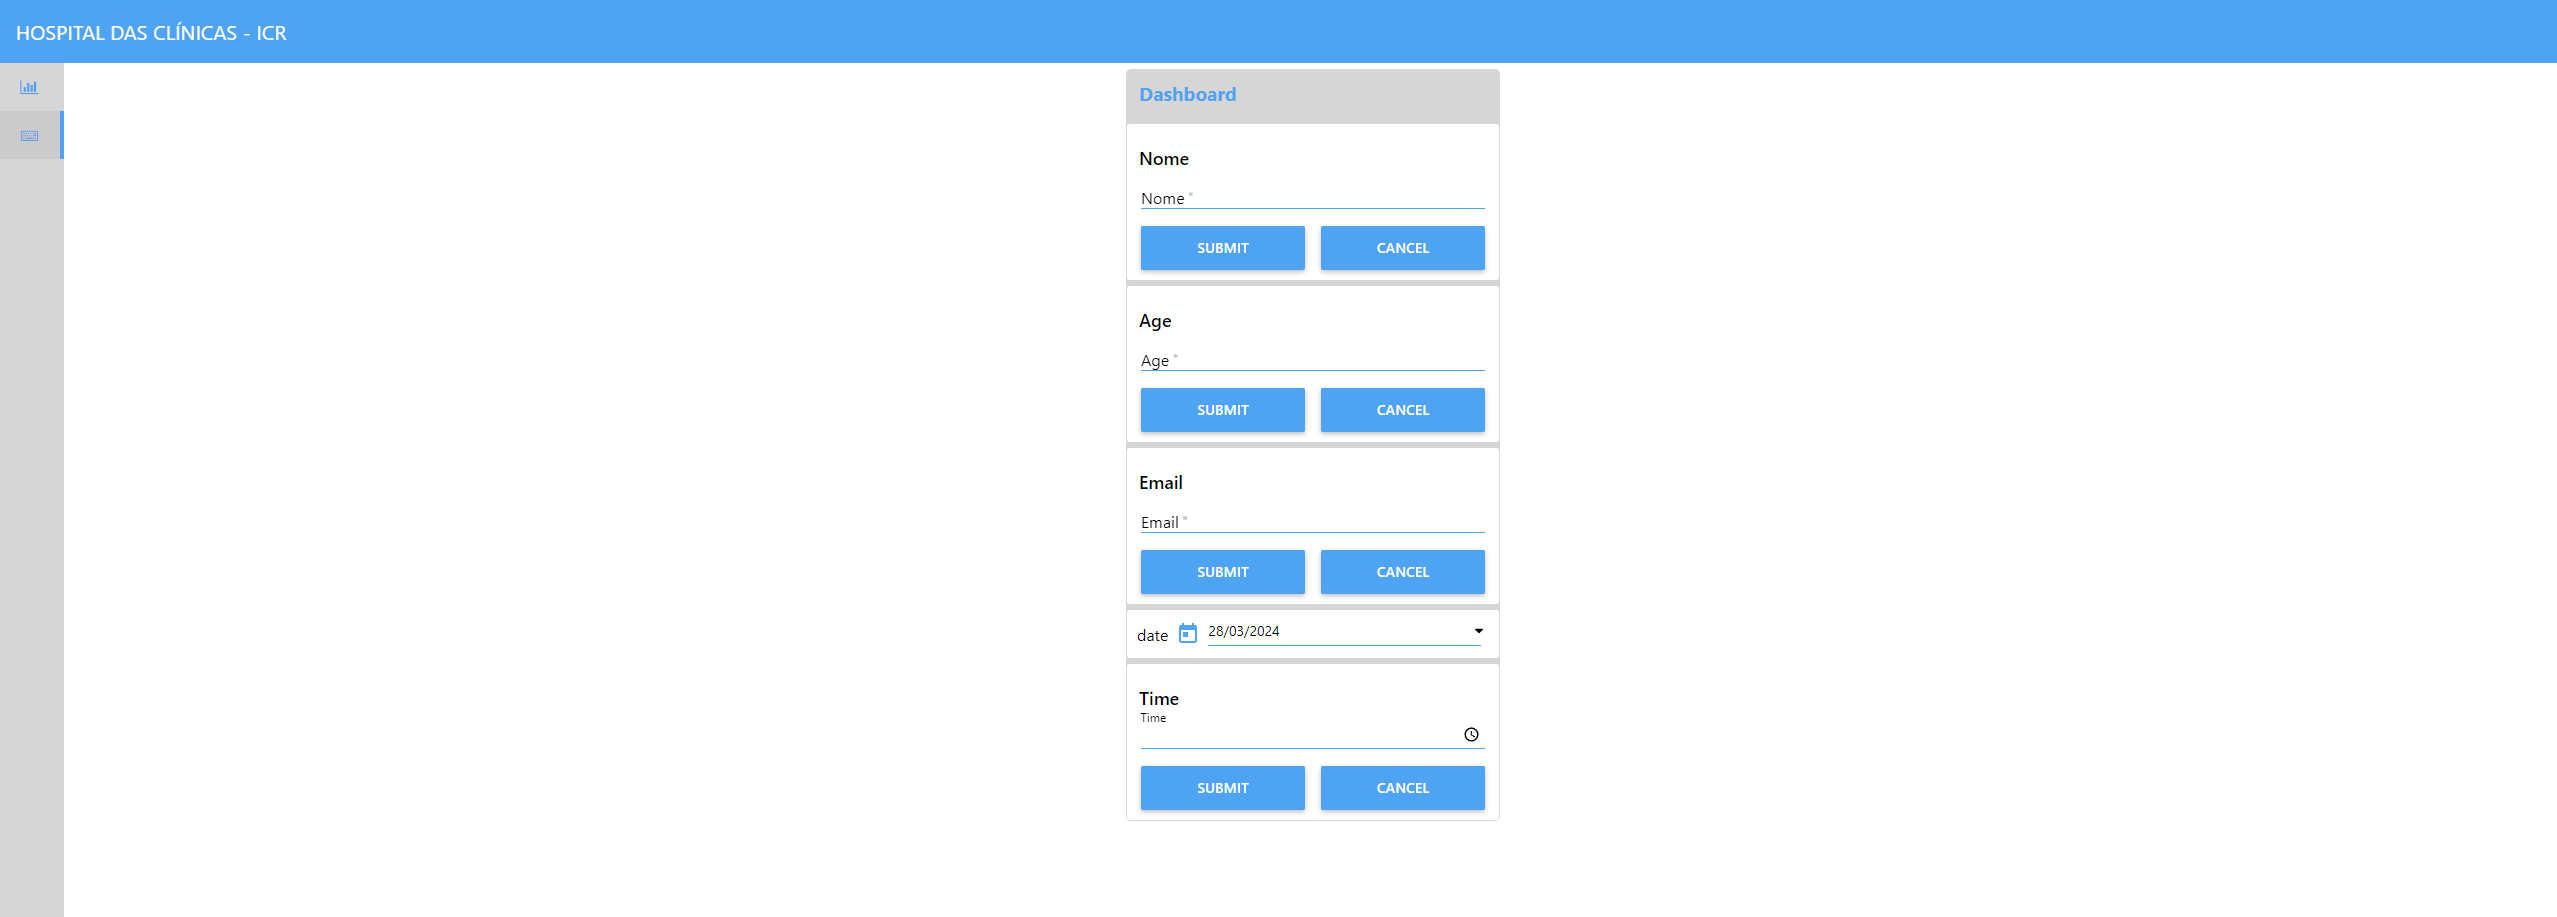 HOSPITAL DAS CLÍNICAS - ICR
Dashboard
Nome
Nome *
SUBMIT CANCEL
Age
Age *
SUBMIT CANCEL
Email
Email *
SUBMIT CANCEL
date 28/03/2024
Time
Time
SUBMIT CANCEL